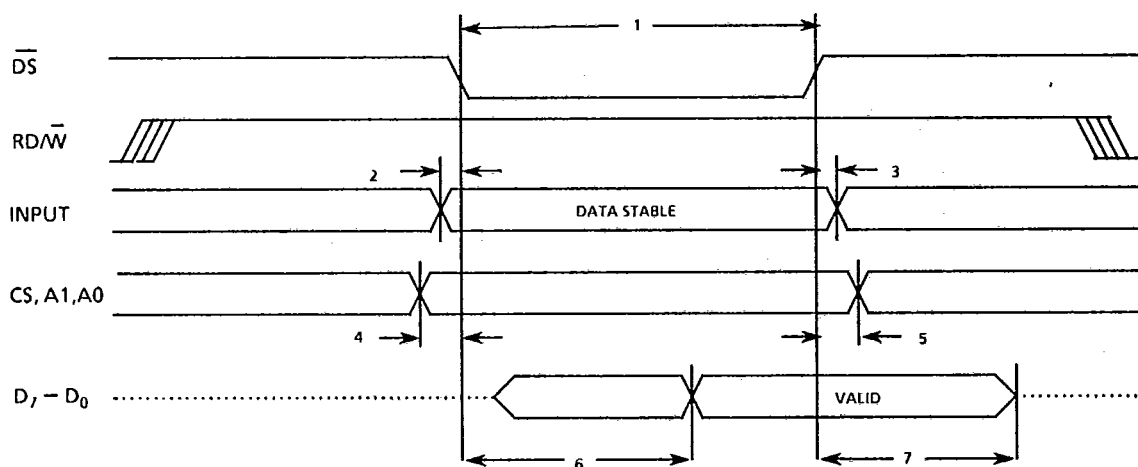 1
DS
RD/W
2
3
INPUT
DATA STABLE
CS, A1, A0
4
5
D7 – D0
VALID
6
7